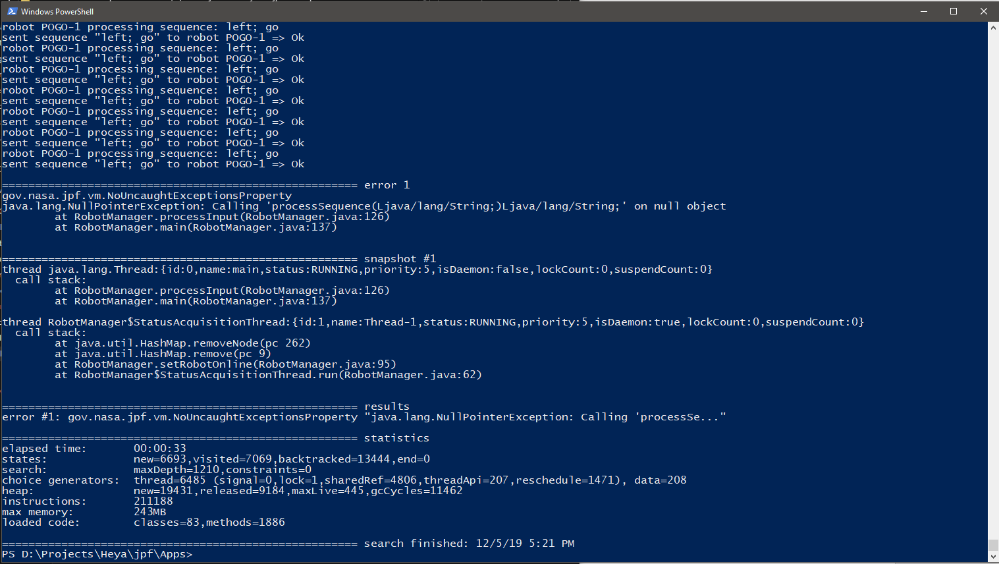 Windows PowerShell
robot POGO-1 processing sequence: left; go
sent sequence "left; go" to robot POGO-1 => Ok
robot POGO-1 processing sequence: left; go
sent sequence "left; go" to robot POGO-1 => Ok
robot POGO-1 processing sequence: left; go
sent sequence "left; go" to robot POGO-1 => Ok
robot POGO-1 processing sequence: left; go
sent sequence "left; go" to robot POGO-1 => Ok
robot POGO-1 processing sequence: left; go
sent sequence "left; go" to robot POGO-1 => Ok
robot POGO-1 processing sequence: left; go
sent sequence "left; go" to robot POGO-1 => Ok
robot POGO-1 processing sequence: left; go
sent sequence "left; go" to robot POGO-1 => Ok
====================================================== error 1
gov.nasa.jpf.vm.NoUncaughtExceptionsProperty
java.lang.NullPointerException: Calling 'processSequence(Ljava/lang/String;)Ljava/lang/String;' on null object
at RobotManager.processInput(RobotManager.java:126)
at RobotManager.main(RobotManager.java:137)
====================================================== snapshot #1
thread java.lang.Thread:{id:0,name:main,status:RUNNING,priority:5,isDaemon:false,lockCount:0,suspendCount:0}
call stack:
at RobotManager.processInput(RobotManager.java:126)
at RobotManager.main(RobotManager.java:137)
thread RobotManager$StatusAcquisitionThread:{id:1,name:Thread-1,status:RUNNING,priority:5,isDaemon:true,lockCount:0,suspendCount:0}
call stack:
at java.util.HashMap.removeNode(pc 262)
at java.util.HashMap.remove(pc 9)
at RobotManager.setRobotOnline(RobotManager.java:95)
at RobotManager$StatusAcquisitionThread.run(RobotManager.java:62)
====================================================== results
error #1: gov.nasa.jpf.vm.NoUncaughtExceptionsProperty "java.lang.NullPointerException: Calling 'processSe..."
====================================================== statistics
elapsed time: 00:00:33
states: new=6693,visited=7069,backtracked=13444,end=0
search: maxDepth=1210,constraints=0
choice generators: thread=6485 (signal=0,lock=1,sharedRef=4806,threadApi=207,reschedule=1471), data=208
heap: new=19431,released=9184,maxLive=445,gcCycles=11462
instructions: 211188
max memory: 243MB
loaded code: classes=83,methods=1886
====================================================== search finished: 12/5/19 5:21 PM
PS D:\Projects\Heya\jpf\Apps>